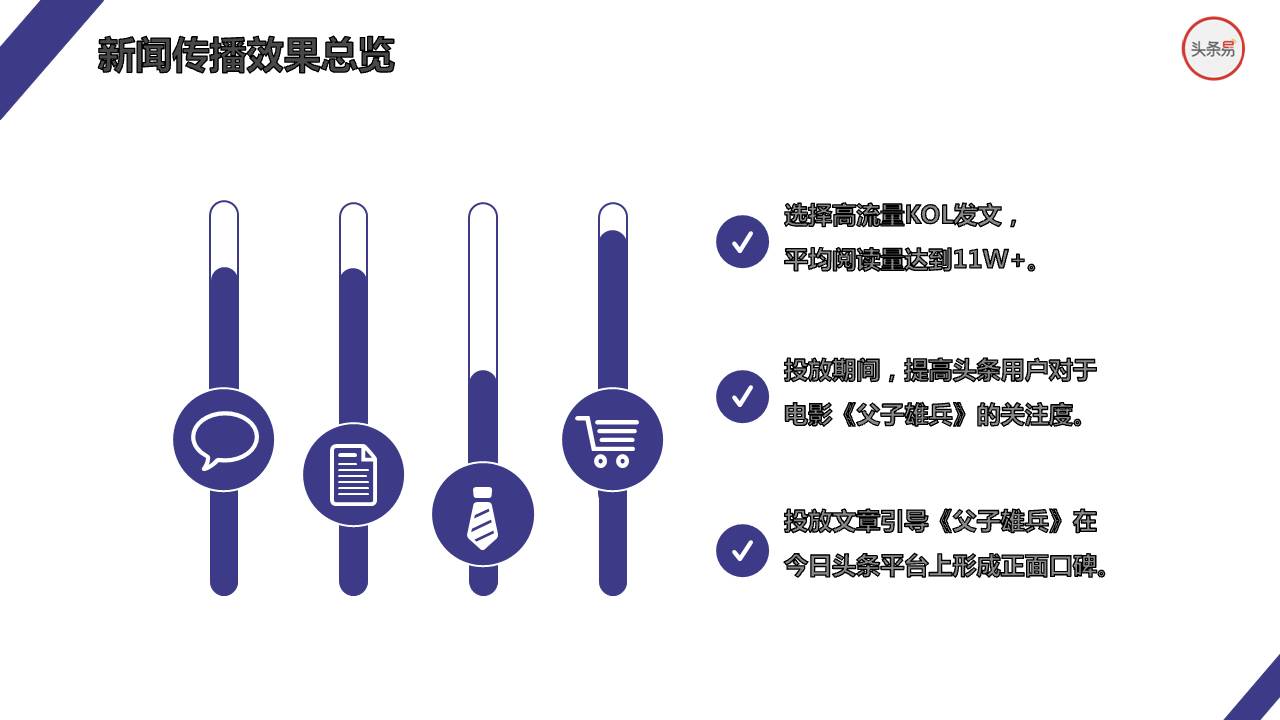 新闻传播效果总览
头条易
选择高流量KOL发文，
平均阅读量达到11W+。
投放期间，提高头条用户对于
电影《父子雄兵》的关注度。
投放文章引导《父子雄兵》在
今日头条平台上形成正面口碑。